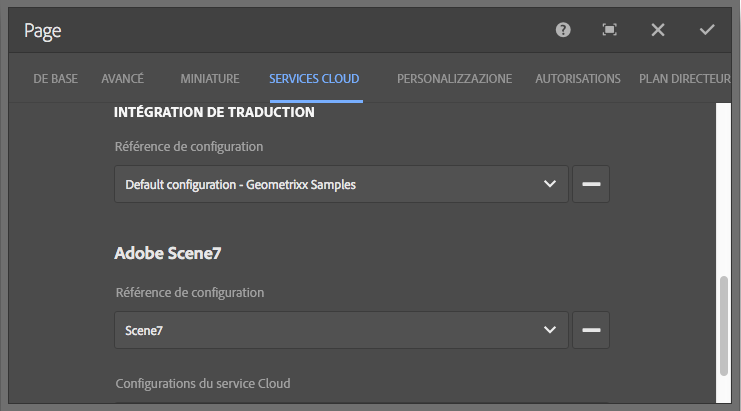 Page
DE BASE AVANCÉ MINIATURE SERVICES CLOUD PERSONALIZZAZIONE AUTORISATIONS PLAN DIRECTEUR
INTÉGRATION DE TRADUCTION
Référence de configuration
Default configuration - Geometrixx Samples
Adobe Scene7
Référence de configuration
Scene7
Configurations du service Cloud